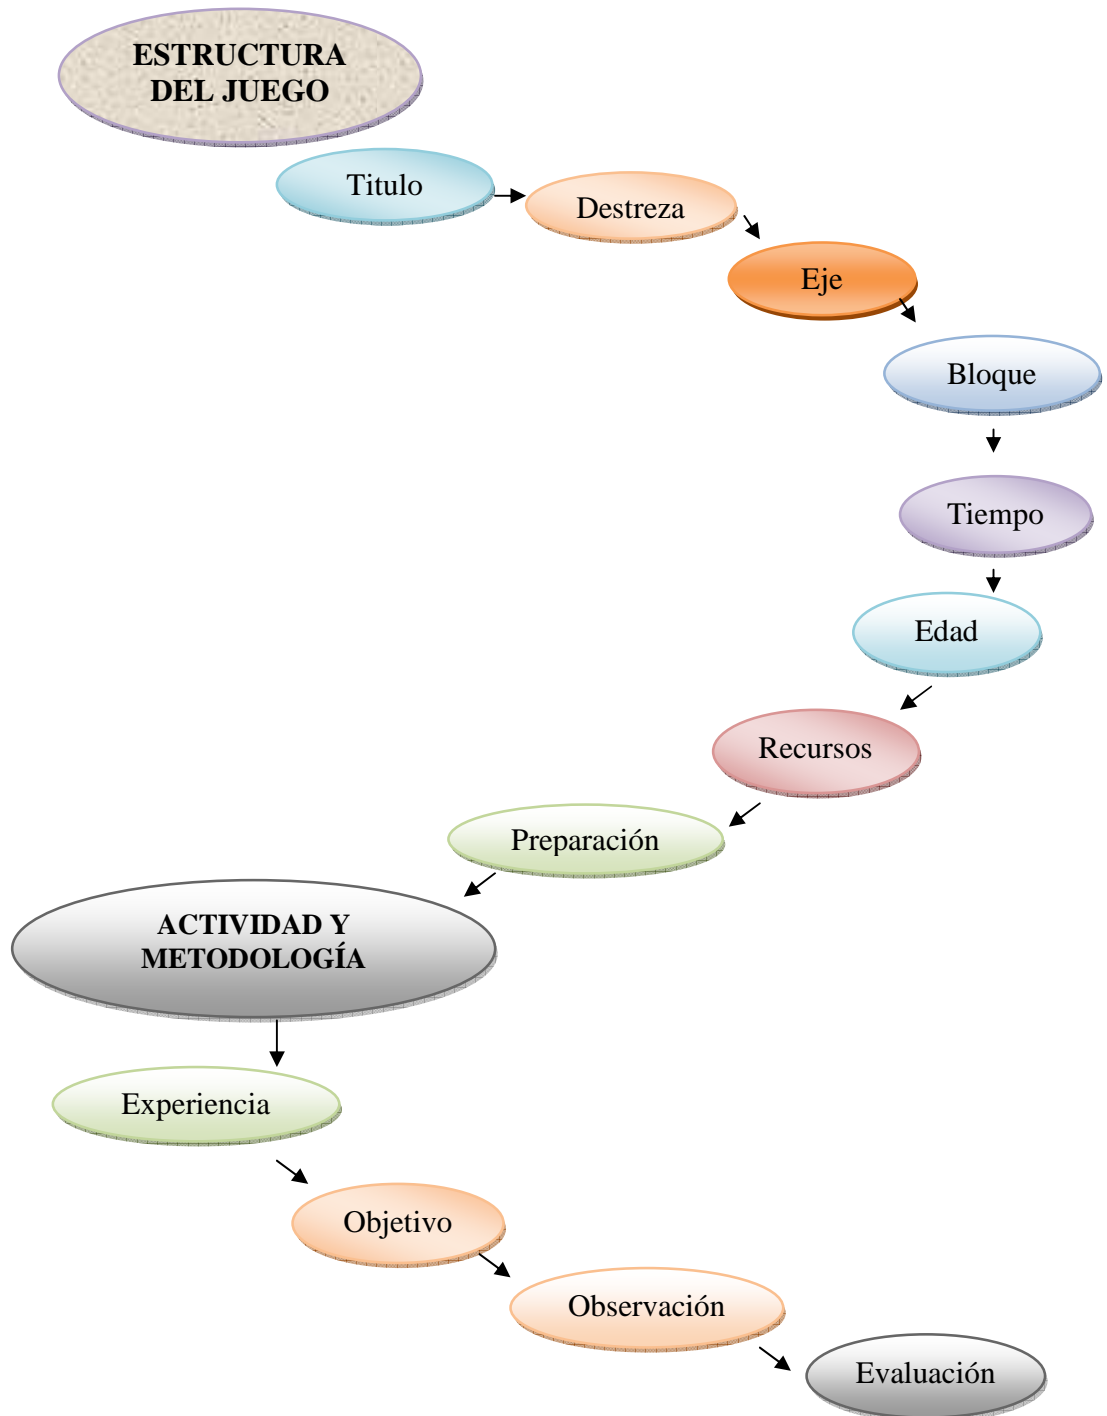 ESTRUCTURA
DEL JUEGO
Titulo
Destreza
Eje
Bloque
Tiempo
Edad
Recursos
Preparación
ACTIVIDAD Y
METODOLOGÍA
Experiencia
Objetivo
Observación
Evaluación